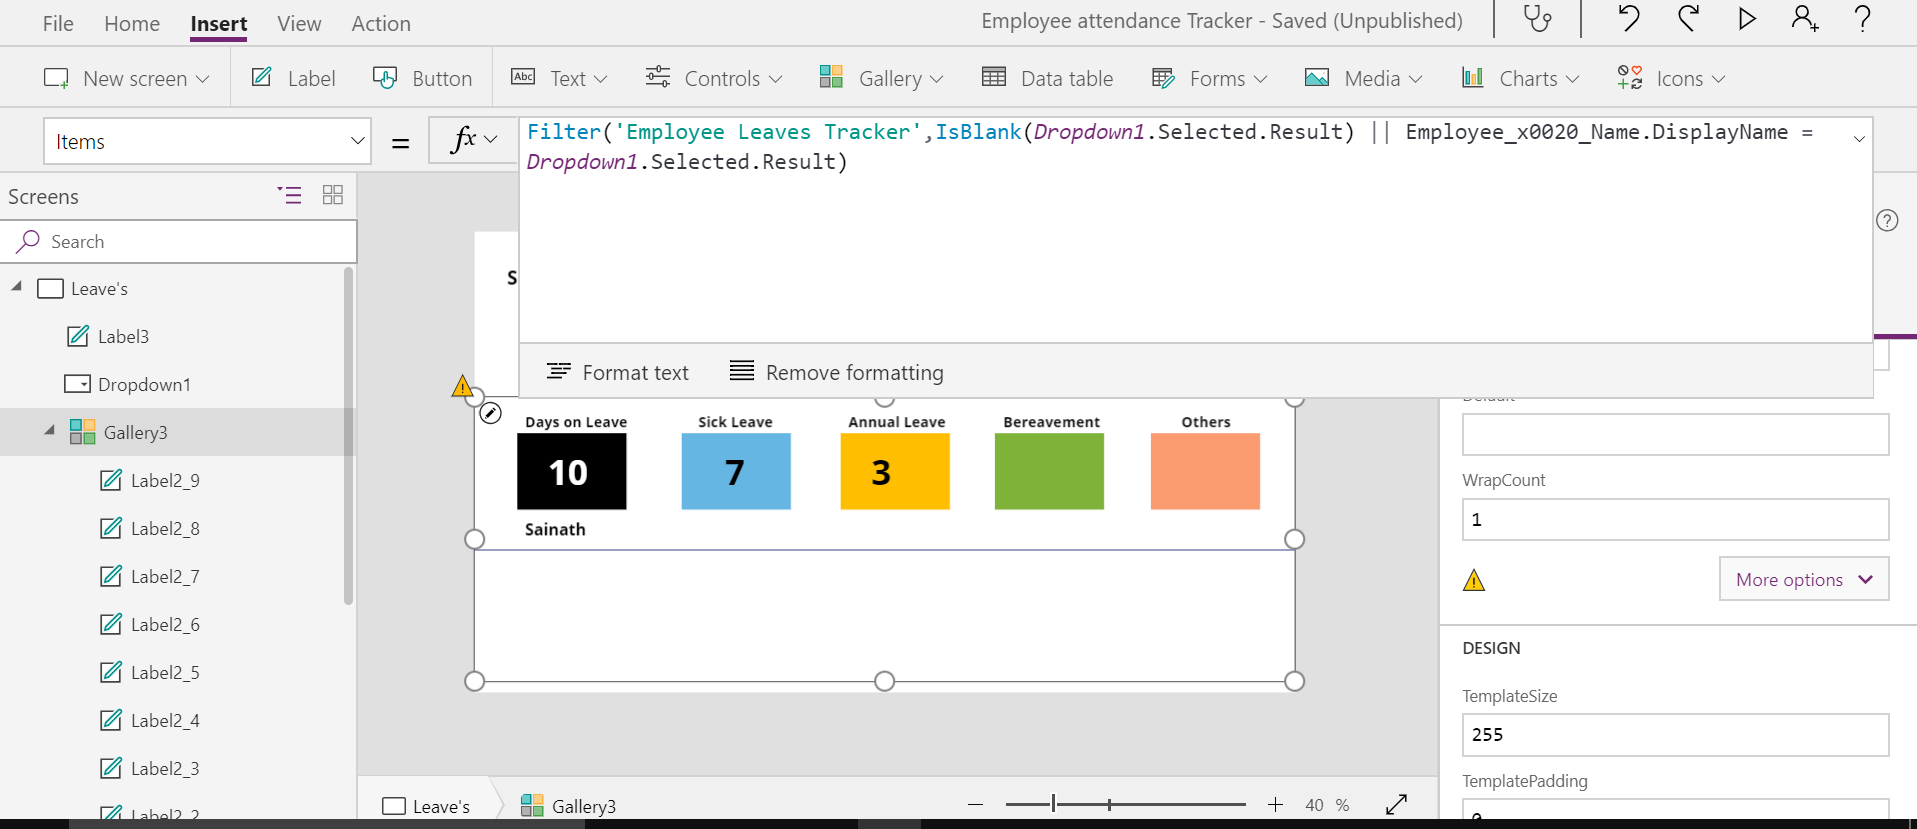 File Home Insert View Action
Employee attendance Tracker - Saved (Unpublished)
New screen Label Button Abc Text Controls Gallery Data table Forms Media Charts Icons
Items = fx Filter('Employee Leaves Tracker',IsBlank(Dropdown1.Selected.Result) || Employee_x0020_Name.DisplayName =
Dropdown1.Selected.Result)
Screens
Search
Leave's
Label3
Dropdown1
Gallery3
Label2_9
Label2_8
Label2_7
Label2_6
Label2_5
Label2_4
Label2_3
Label2_2
S
Format text Remove formatting
Days on Leave Sick Leave Annual Leave Bereavement Others
10 7 3
Sainath
Default
WrapCount
1
More options
DESIGN
TemplateSize
255
TemplatePadding
0
Leave's Gallery3
40 %